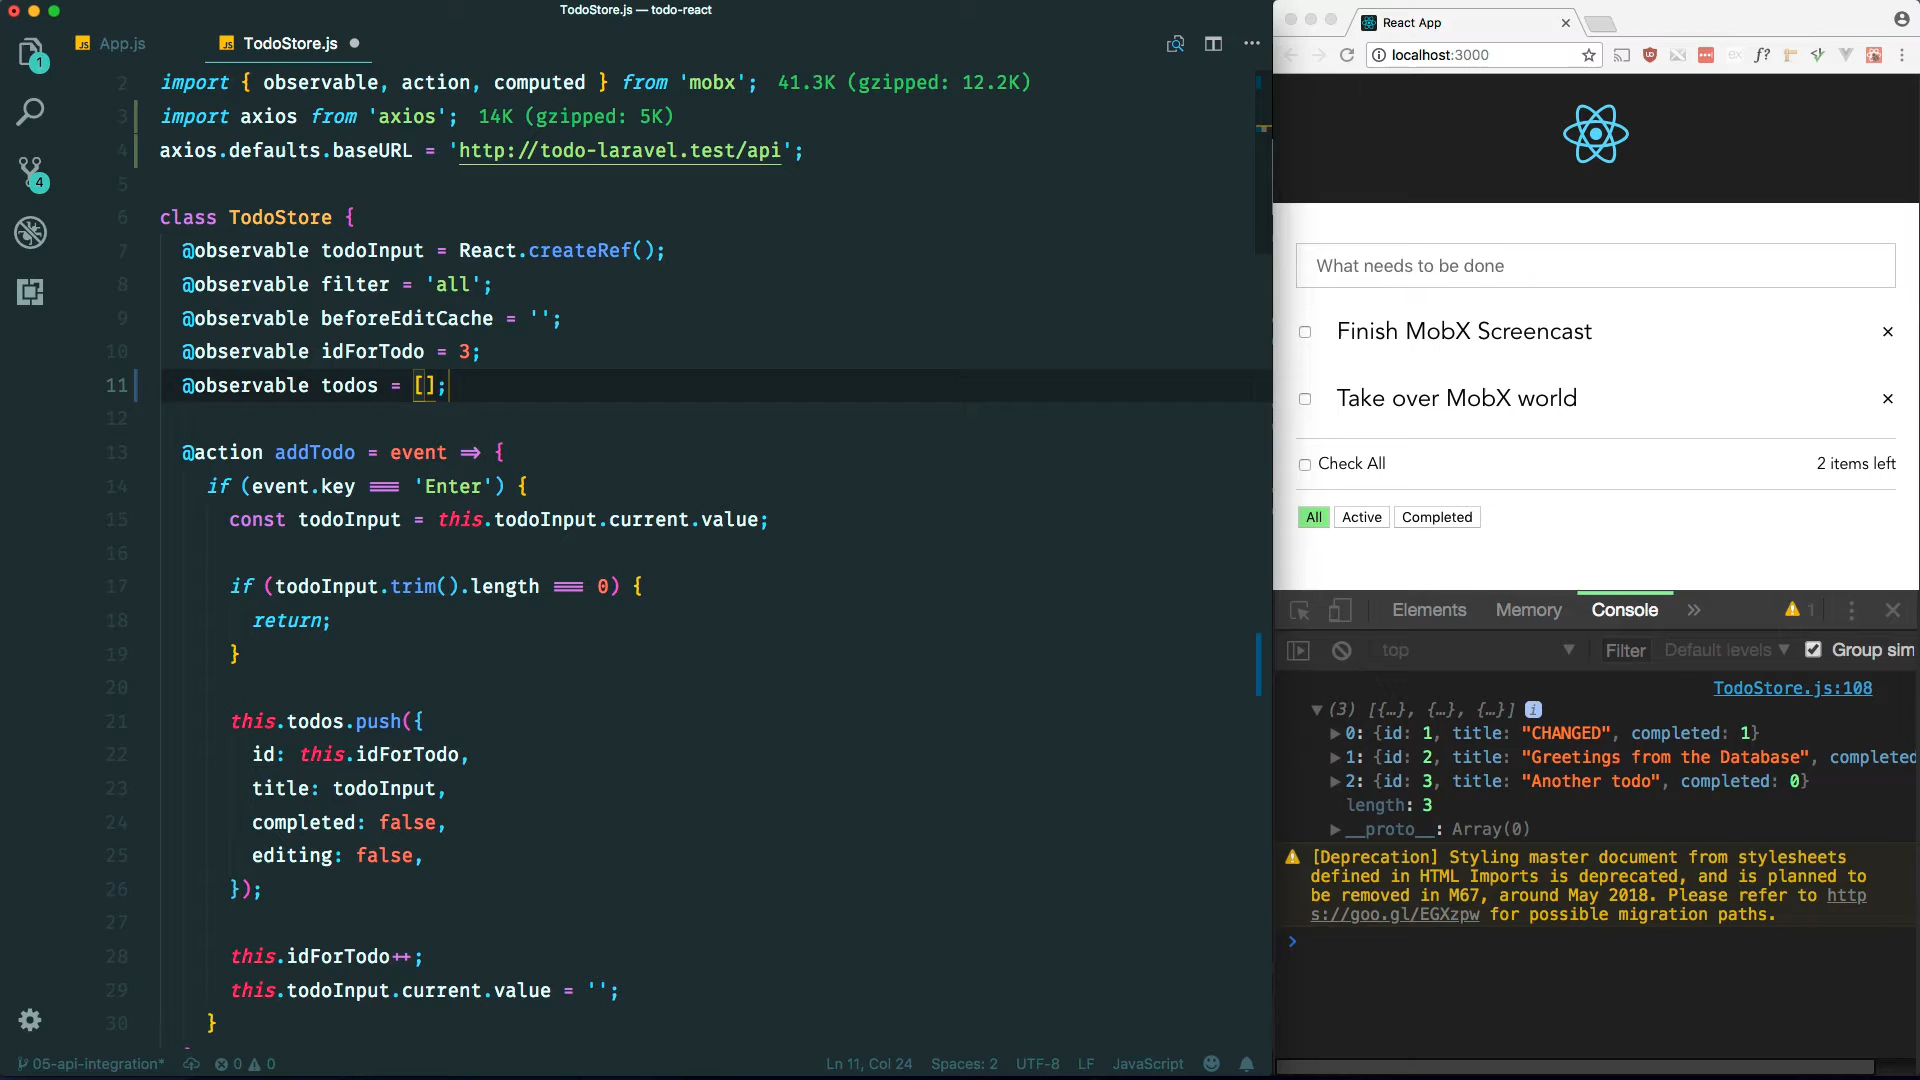 TodoStore.js — todo-react
App.js
TodoStore.js
2 import { observable, action, computed } from 'mobx'; 41.3K (gzipped: 12.2K)
3 import axios from 'axios'; 14K (gzipped: 5K)
4 axios.defaults.baseURL = 'http://todo-laravel.test/api';
5
6 class TodoStore {
7 @observable todoInput = React.createRef();
8 @observable filter = 'all';
9 @observable beforeEditCache = '';
10 @observable idForTodo = 3;
11 @observable todos = [];
12
13 @action addTodo = event => {
14 if (event.key === 'Enter') {
15 const todoInput = this.todoInput.current.value;
16
17 if (todoInput.trim().length === 0) {
18 return;
19 }
20
21 this.todos.push({
22 id: this.idForTodo,
23 title: todoInput,
24 completed: false,
25 editing: false,
26 });
27
28 this.idForTodo++;
29 this.todoInput.current.value = '';
30 }
1
4
05-api-integration*
0 0
Ln 11, Col 24
Spaces: 2
UTF-8
LF
JavaScript
React App
localhost:3000
f?
What needs to be done
Finish MobX Screencast ×
Take over MobX world ×
Check All
2 items left
All
Active
Completed
Elements
Memory
Console
»
1
top
Filter
Default levels
Group sim
TodoStore.js:108
(3) [{…}, {…}, {…}] i
0: {id: 1, title: "CHANGED", completed: 1}
1: {id: 2, title: "Greetings from the Database", completed
2: {id: 3, title: "Another todo", completed: 0}
length: 3
__proto__: Array(0)
[Deprecation] Styling master document from stylesheets
defined in HTML Imports is deprecated, and is planned to
be removed in M67, around May 2018. Please refer to http
s://goo.gl/EGXzpw for possible migration paths.